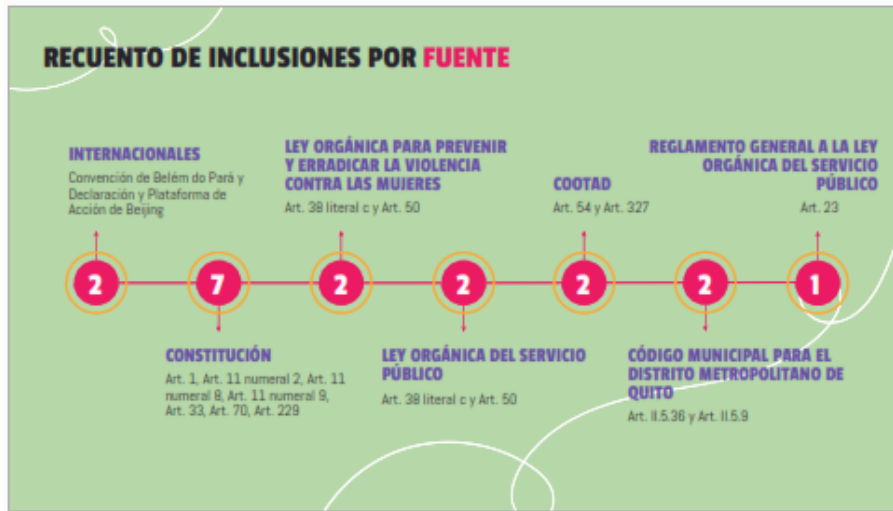 RECUENTO DE INCLUSIONES POR FUENTE
INTERNACIONALES
Convención de Belém do Pará y
Declaración y Plataforma de
Acción de Beijing
LEY ORGÁNICA PARA PREVENIR
Y ERRADICAR LA VIOLENCIA
CONTRA LAS MUJERES
Art. 38 literal c y Art. 50
COOTAD
Art. 54 y Art. 327
REGLAMENTO GENERAL A LA LEY
ORGÁNICA DEL SERVICIO
PÚBLICO
Art. 23
2
7
2
2
2
2
1
CONSTITUCIÓN
Art. 1, Art. 11 numeral 2, Art. 11
numeral 8, Art. 11 numeral 9,
Art. 33, Art. 70, Art. 229
LEY ORGÁNICA DEL SERVICIO
PÚBLICO
Art. 38 literal c y Art. 50
CÓDIGO MUNICIPAL PARA EL
DISTRITO METROPOLITANO DE
QUITO
Art. II.5.36 y Art. II.5.9